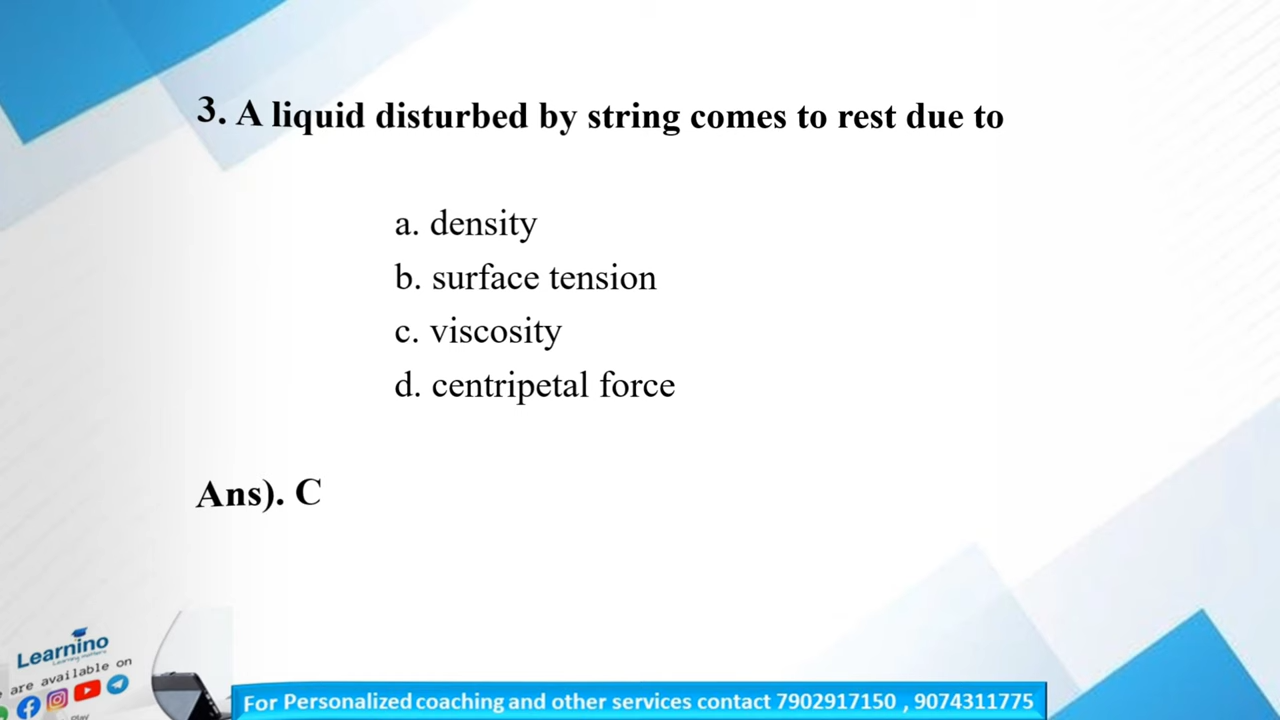 3. A liquid disturbed by string comes to rest due to
a. density
b. surface tension
c. viscosity
d. centripetal force
Ans). C
Learnino
are available on
For Personalized coaching and other services contact 7902917150 , 9074311775